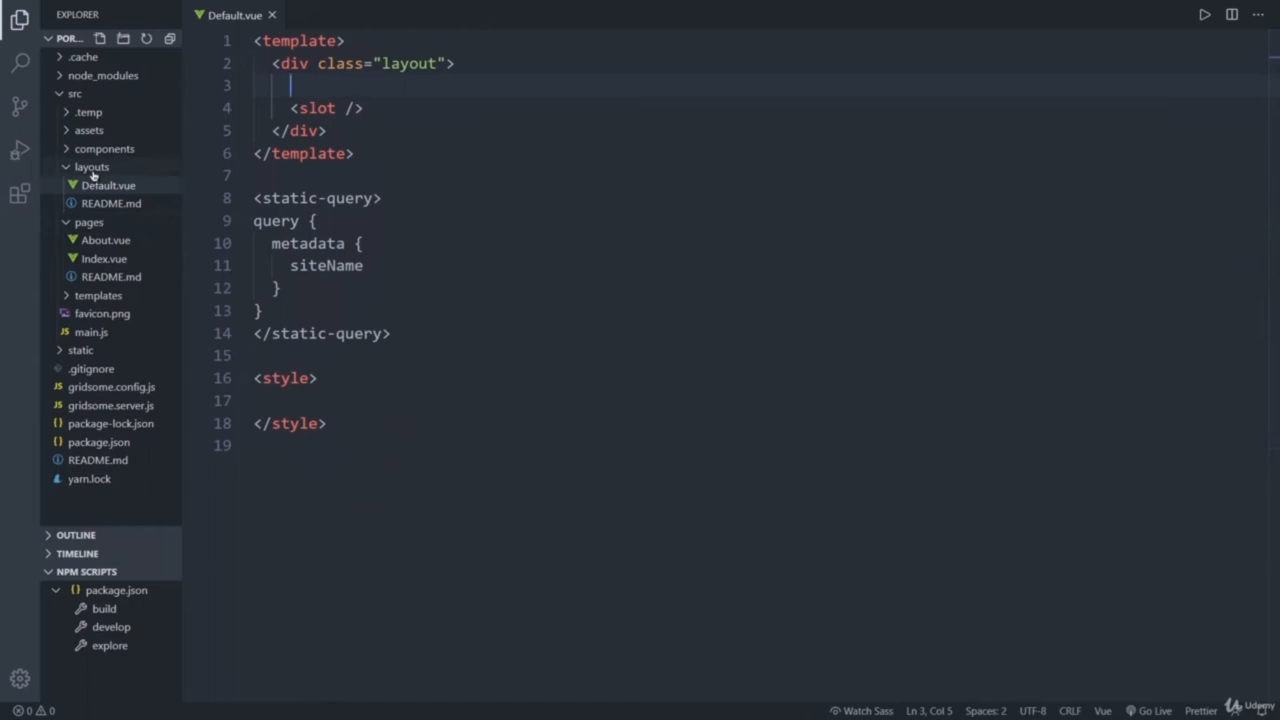 EXPLORER
POR...
.cache
node_modules
src
.temp
assets
components
layouts
Default.vue
README.md
pages
About.vue
Index.vue
README.md
templates
favicon.png
main.js
static
.gitignore
gridsome.config.js
gridsome.server.js
package-lock.json
package.json
README.md
yarn.lock
OUTLINE
TIMELINE
NPM SCRIPTS
package.json
build
develop
explore
Default.vue
1 <template>
2 <div class="layout">
3
4 <slot />
5 </div>
6 </template>
7
8 <static-query>
9 query {
10 metadata {
11 siteName
12 }
13 }
14 </static-query>
15
16 <style>
17
18 </style>
19
0 0 Watch Sass Ln 3, Col 5 Spaces: 2 UTF-8 CRLF Vue Go Live Prettier
Udemy